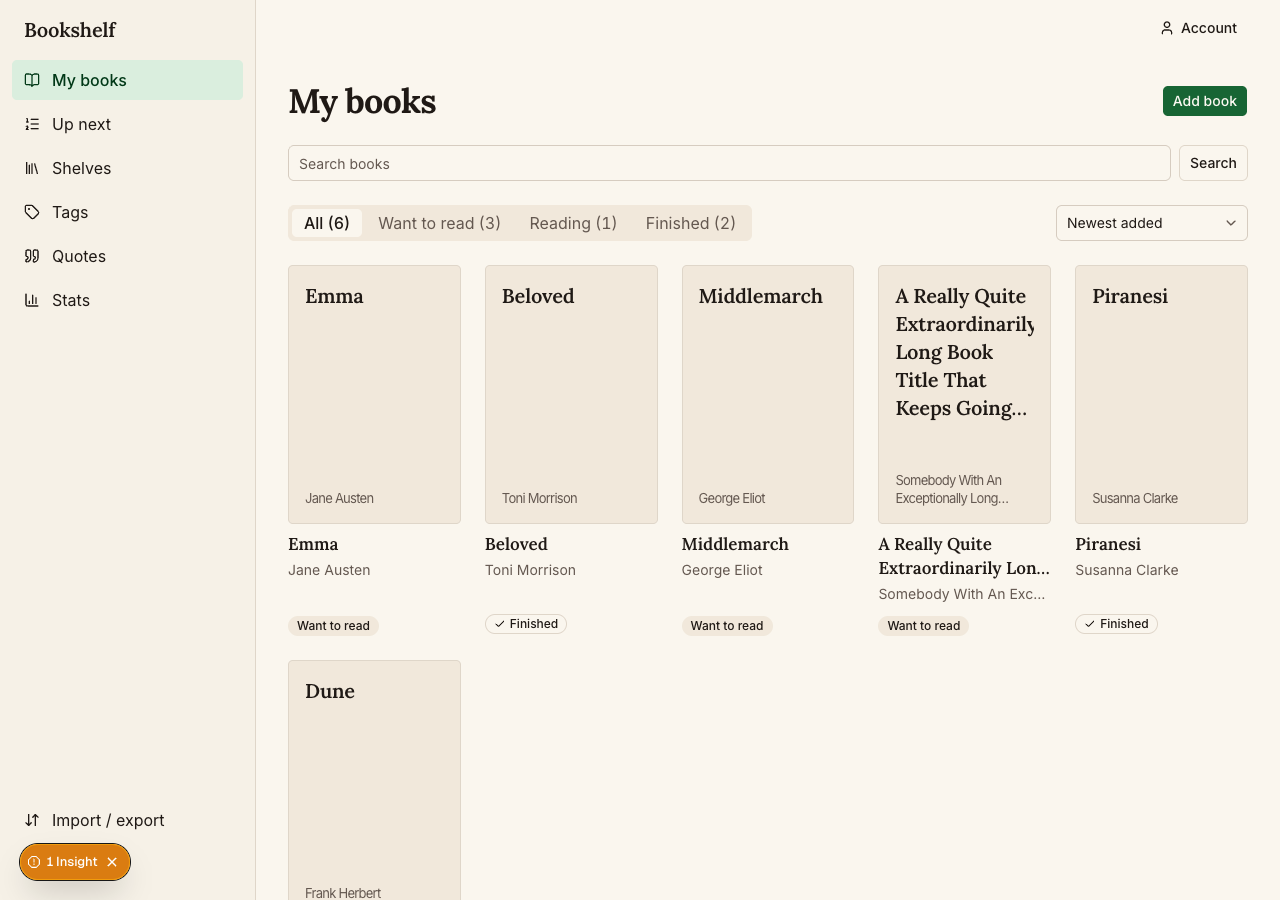 Bookshelf
My books
Up next
Shelves
Tags
Quotes
Stats
Import / export
1 Insight
Account
My books
Add book
Search books
Search
All (6)
Want to read (3)
Reading (1)
Finished (2)
Newest added
Emma
Jane Austen
Emma
Jane Austen
Want to read
Beloved
Toni Morrison
Beloved
Toni Morrison
Finished
Middlemarch
George Eliot
Middlemarch
George Eliot
Want to read
A Really Quite
Extraordinarily
Long Book
Title That
Keeps Going…
Somebody With An
Exceptionally Long…
A Really Quite
Extraordinarily Lon…
Somebody With An Exc…
Want to read
Piranesi
Susanna Clarke
Piranesi
Susanna Clarke
Finished
Dune
Frank Herbert